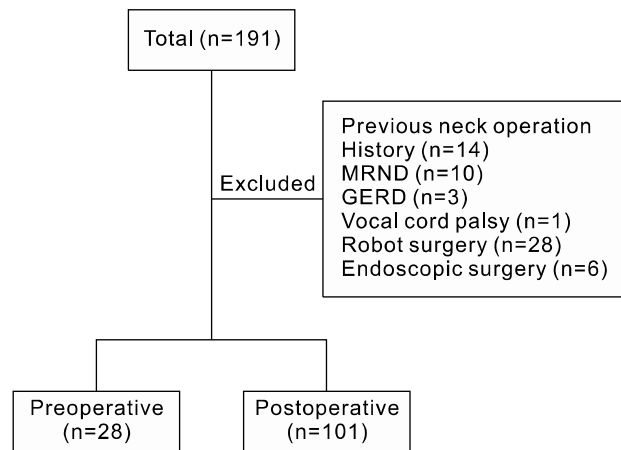 Total (n=191)
Excluded
Previous neck operation
History (n=14)
MRND (n=10)
GERD (n=3)
Vocal cord palsy (n=1)
Robot surgery (n=28)
Endoscopic surgery (n=6)
Preoperative
(n=28)
Postoperative
(n=101)